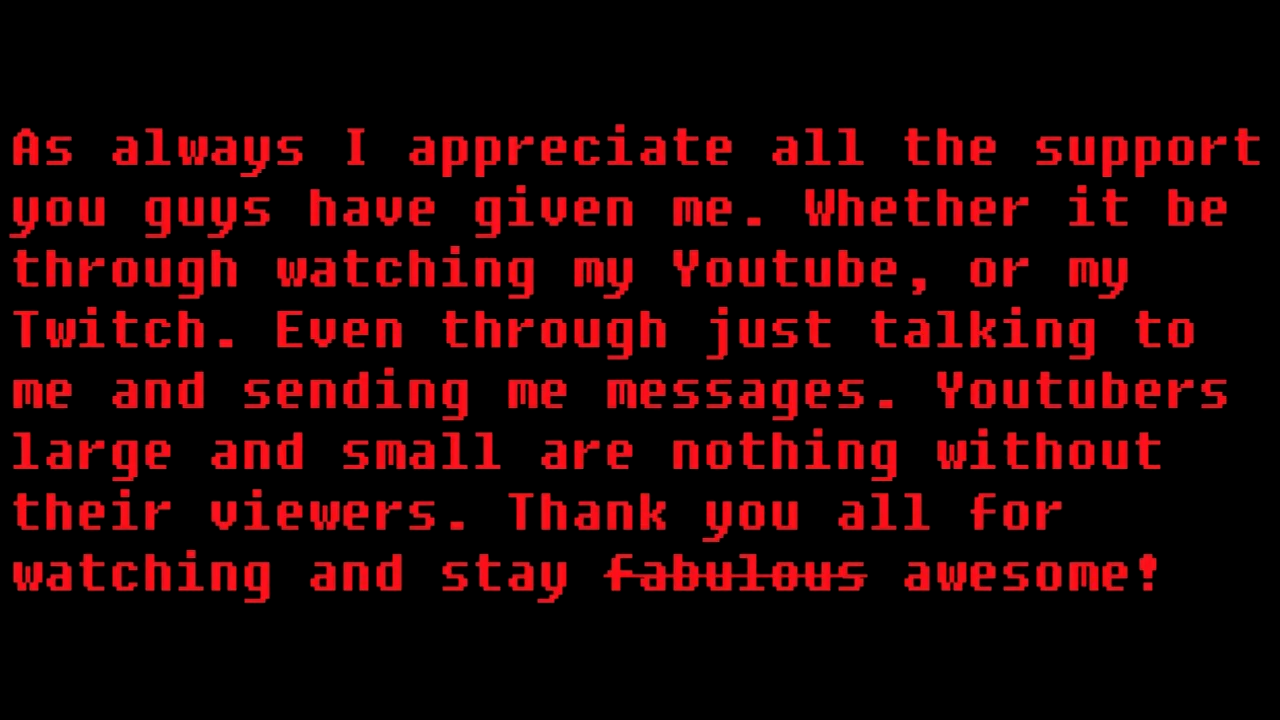 As always I appreciate all the support
you guys have given me. Whether it be
through watching my Youtube, or my
Twitch. Even through just talking to
me and sending me messages. Youtubers
large and small are nothing without
their viewers. Thank you all for
watching and stay fabulous awesome!